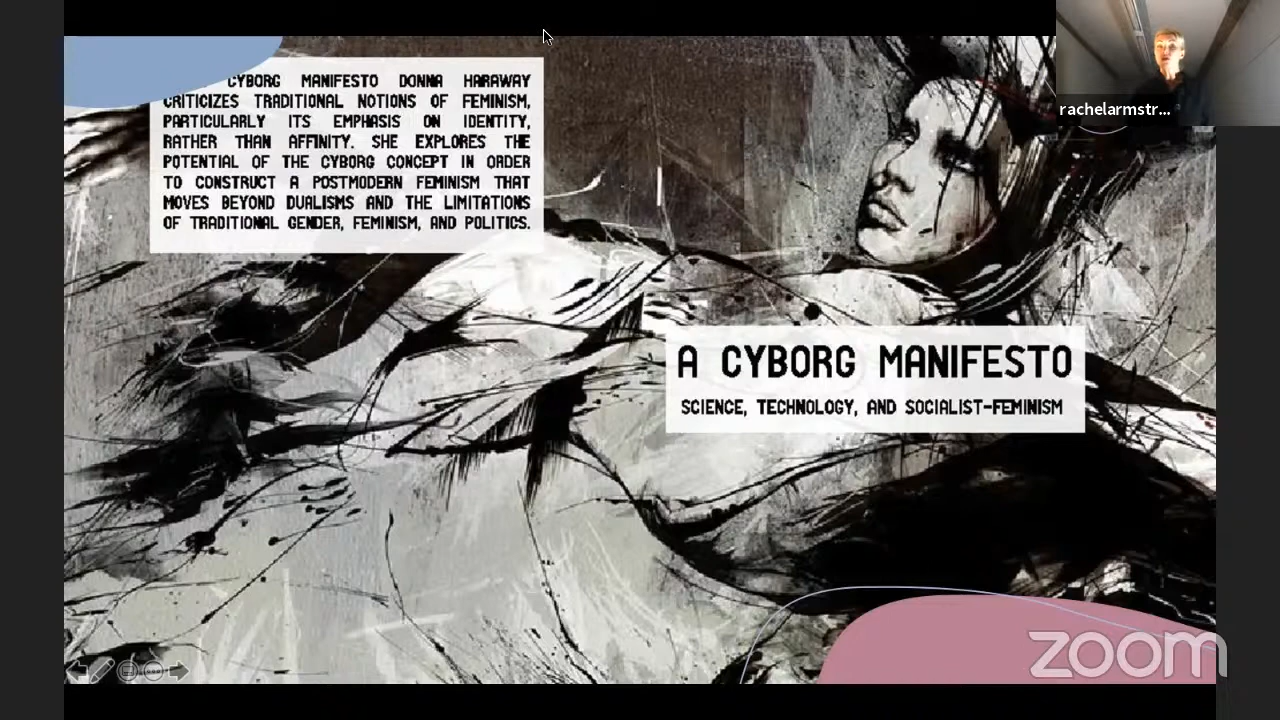 CYBORG MANIFESTO DONNA HARAWAY
CRITICIZES TRADITIONAL NOTIONS OF FEMINISM,
PARTICULARLY ITS EMPHASIS ON IDENTITY,
RATHER THAN AFFINITY. SHE EXPLORES THE
POTENTIAL OF THE CYBORG CONCEPT IN ORDER
TO CONSTRUCT A POSTMODERN FEMINISM THAT
MOVES BEYOND DUALISMS AND THE LIMITATIONS
OF TRADITIONAL GENDER, FEMINISM, AND POLITICS.
rachelarmstr...
A CYBORG MANIFESTO
SCIENCE, TECHNOLOGY, AND SOCIALIST-FEMINISM
zoom